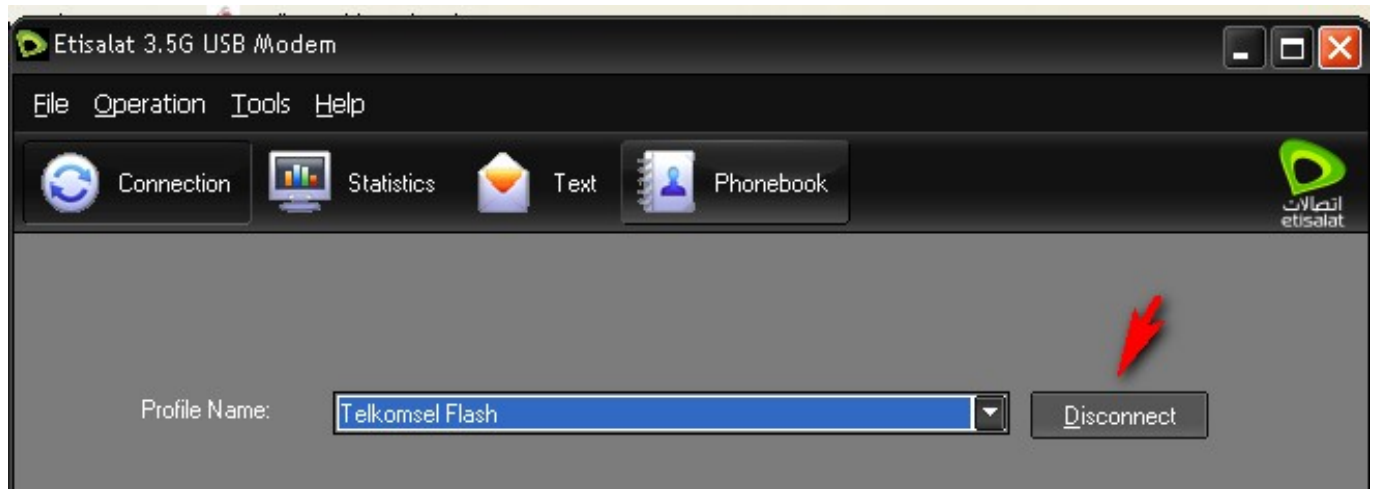 Etisalat 3.5G USB Modem
File Operation Tools Help
Connection Statistics Text Phonebook
اتصالات
etisalat
Profile Name: Telkomsel Flash Disconnect